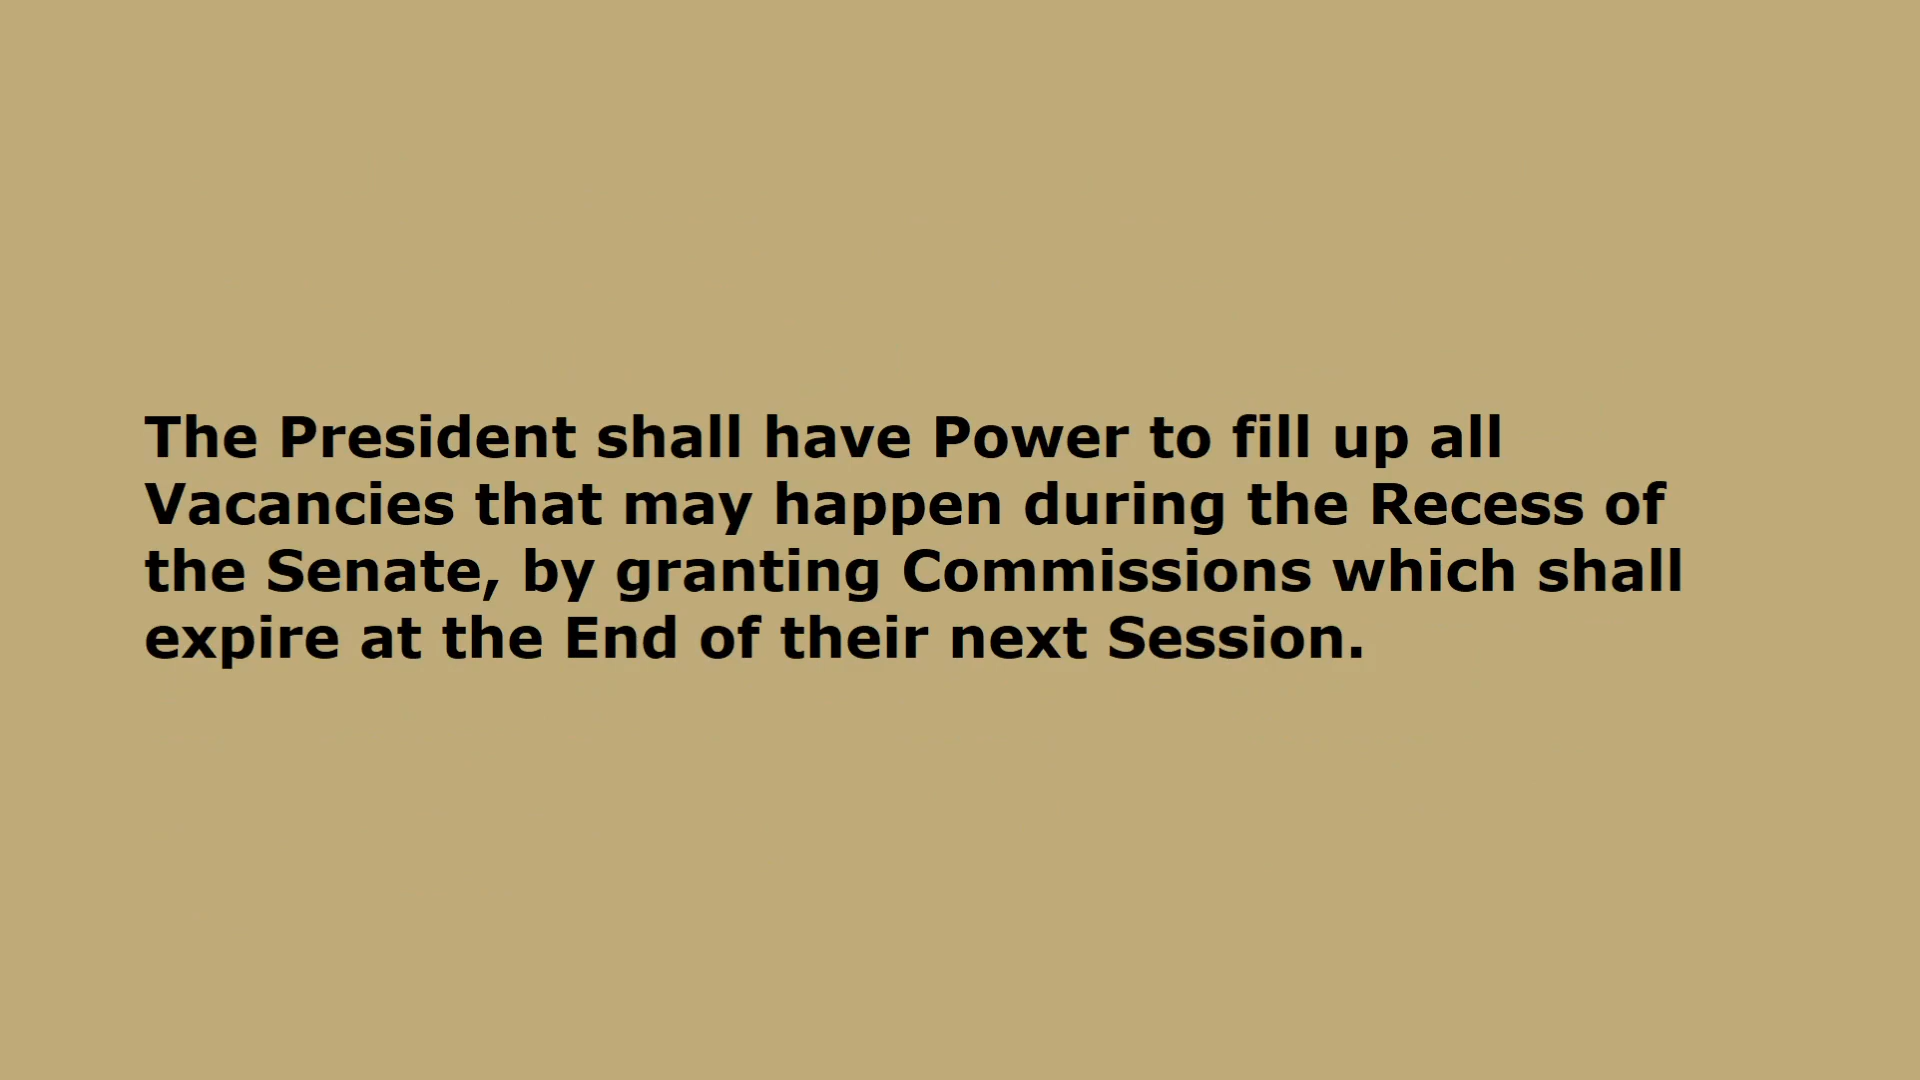 The President shall have Power to fill up all
Vacancies that may happen during the Recess of
the Senate, by granting Commissions which shall
expire at the End of their next Session.